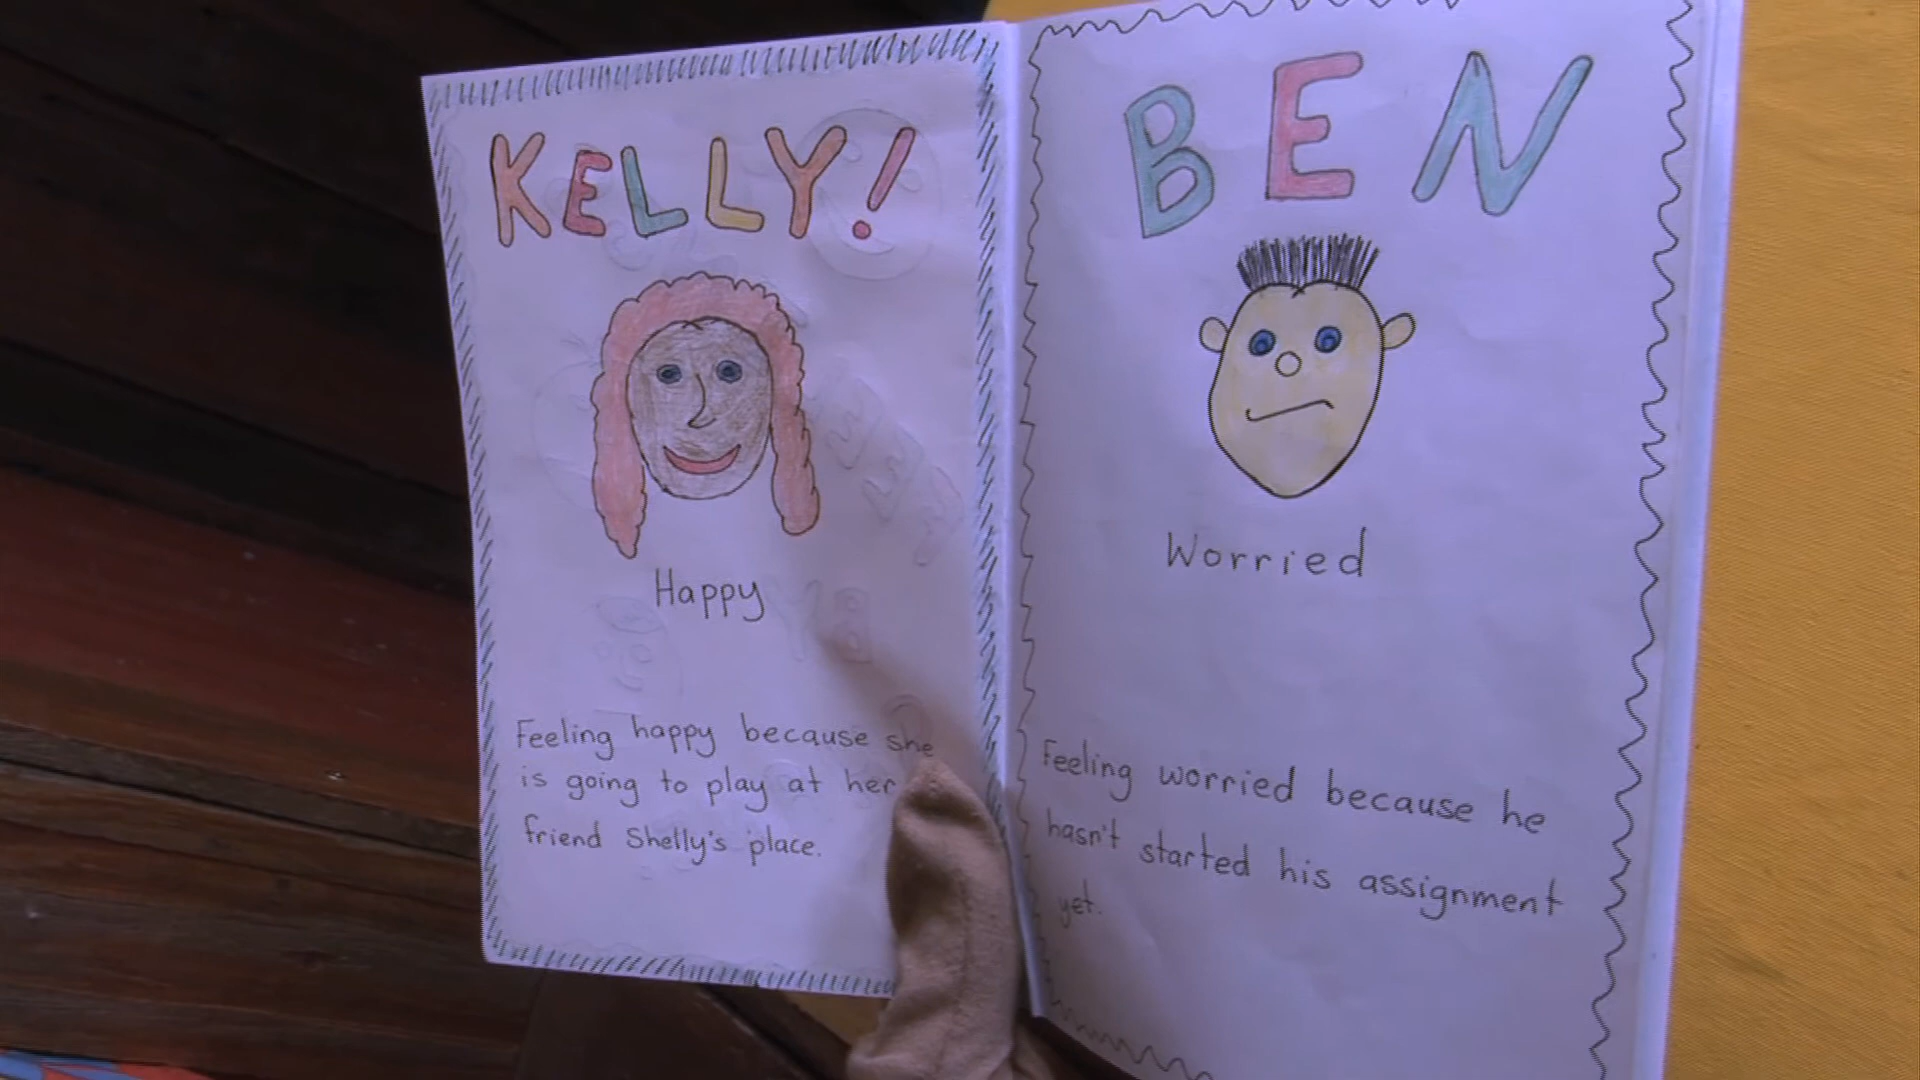 KELLY!
Happy
Feeling happy because she
is going to play at her
friend Shelly's place.
BEN
Worried
Feeling worried because he
hasn't started his assignment
yet.